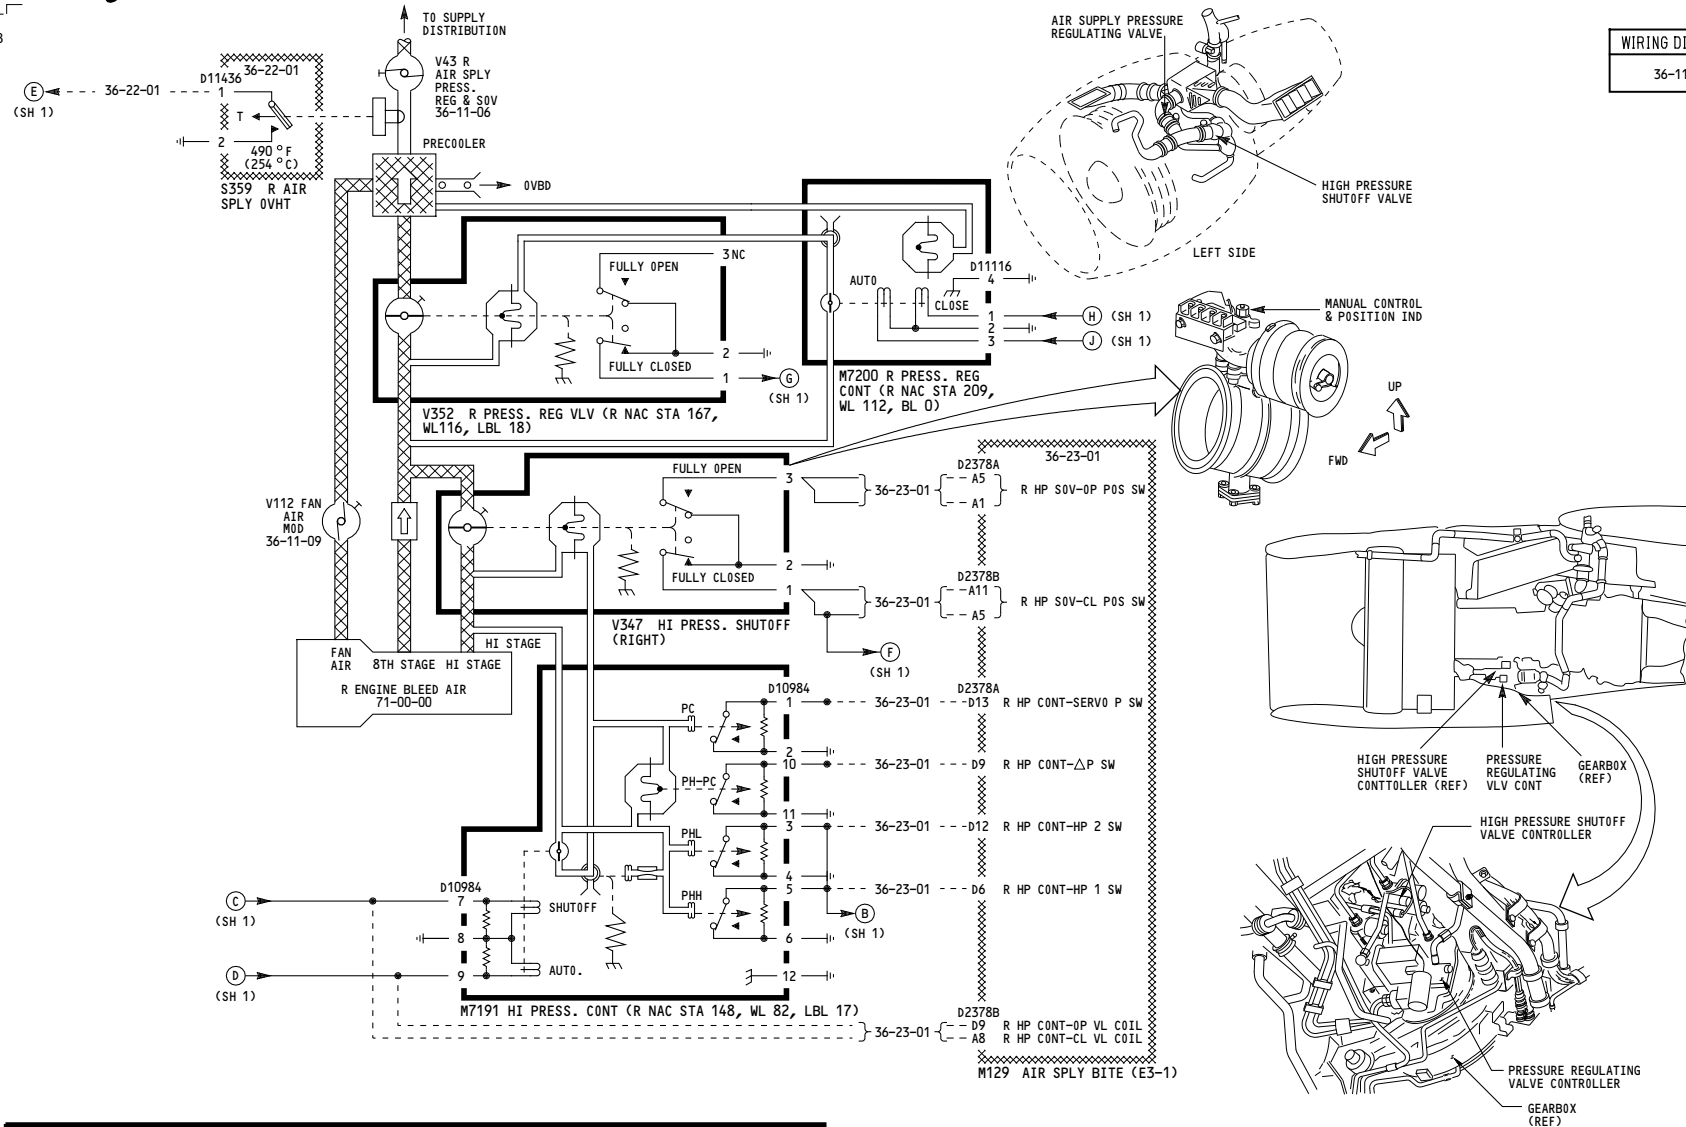 TO SUPPLY
DISTRIBUTION
V43 R
AIR SPLY
PRESS.
REG & SOV
36-11-06
36-22-01
D11436
1
E
36-22-01
(SH 1)
T
2
490 °F
(254 °C)
S359 R AIR
SPLY OVHT
PRECOOLER
OVBD
3 NC
FULLY OPEN
2
FULLY CLOSED
1
G
(SH 1)
V352 R PRESS. REG VLV (R NAC STA 167,
WL116, LBL 18)
D11116
4
AUTO
CLOSE
1
H (SH 1)
2
3
J (SH 1)
M7200 R PRESS. REG
CONT (R NAC STA 209,
WL 112, BL 0)
AIR SUPPLY PRESSURE
REGULATING VALVE
HIGH PRESSURE
SHUTOFF VALVE
LEFT SIDE
WIRING DI
36-11
MANUAL CONTROL
& POSITION IND
UP
FWD
FULLY OPEN
3
2
FULLY CLOSED
1
V347 HI PRESS. SHUTOFF
(RIGHT)
36-23-01
D2378A
36-23-01
A5
A1
R HP SOV-OP POS SW
D2378B
36-23-01
A11
A5
R HP SOV-CL POS SW
F
(SH 1)
V112 FAN
AIR
MOD
36-11-09
HI STAGE
FAN
AIR
8TH STAGE HI STAGE
R ENGINE BLEED AIR
71-00-00
D10984
PC
1
2
36-23-01
D2378A
D13 R HP CONT-SERVO P SW
PH-PC
10
11
36-23-01
D9 R HP CONT-△P SW
PHL
3
4
36-23-01
D12 R HP CONT-HP 2 SW
PHH
5
6
36-23-01
D6 R HP CONT-HP 1 SW
B
(SH 1)
12
D10984
C
(SH 1)
7
SHUTOFF
8
D
(SH 1)
9
AUTO.
M7191 HI PRESS. CONT (R NAC STA 148, WL 82, LBL 17)
36-23-01
D2378B
D9 R HP CONT-OP VL COIL
A8 R HP CONT-CL VL COIL
M129 AIR SPLY BITE (E3-1)
HIGH PRESSURE
SHUTOFF VALVE
CONTTOLLER (REF)
PRESSURE
REGULATING
VLV CONT
GEARBOX
(REF)
HIGH PRESSURE SHUTOFF
VALVE CONTROLLER
PRESSURE REGULATING
VALVE CONTROLLER
GEARBOX
(REF)